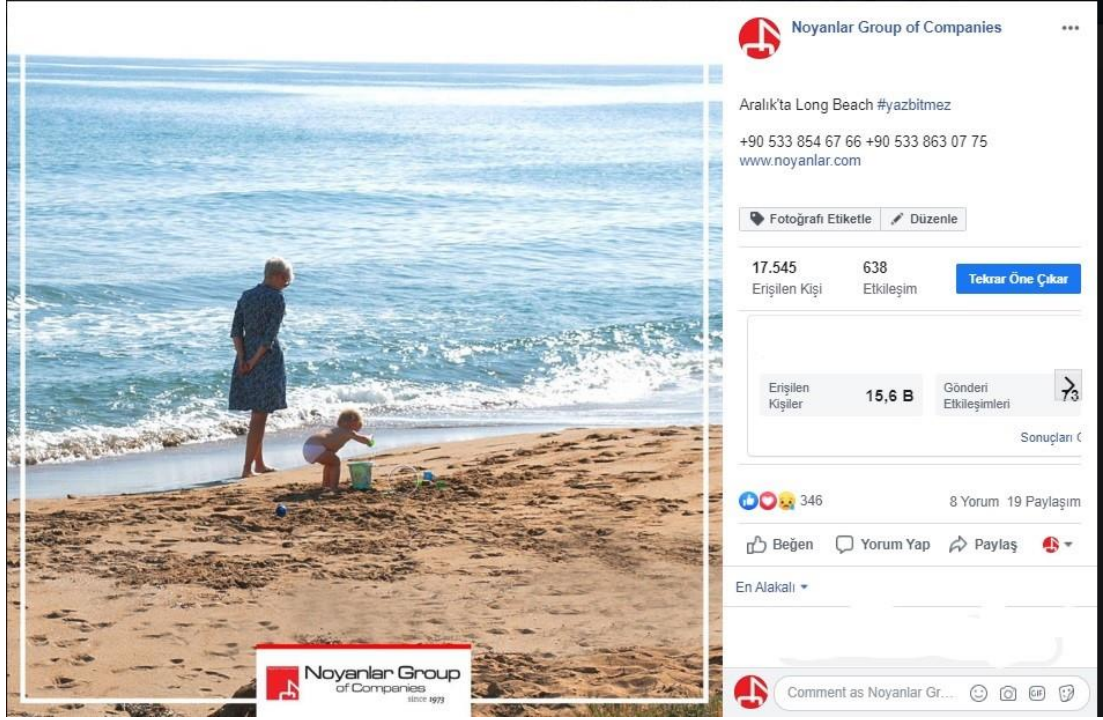 Noyanlar Group of Companies
Aralık'ta Long Beach #yazbitmez
+90 533 854 67 66 +90 533 863 07 75
www.noyanlar.com
Fotoğrafı Etiketle Düzenle
17.545 638
Erişilen Kişi Etkileşim
Tekrar Öne Çıkar
Erişilen
Kişiler
15,6 B
Gönderi
Etkileşimleri
73
Sonuçları
346 8 Yorum 19 Paylaşım
Beğen Yorum Yap Paylaş
En Alakalı
Comment as Noyanlar Gr...
GIF
Noyanlar Group
of Companies
since 1973